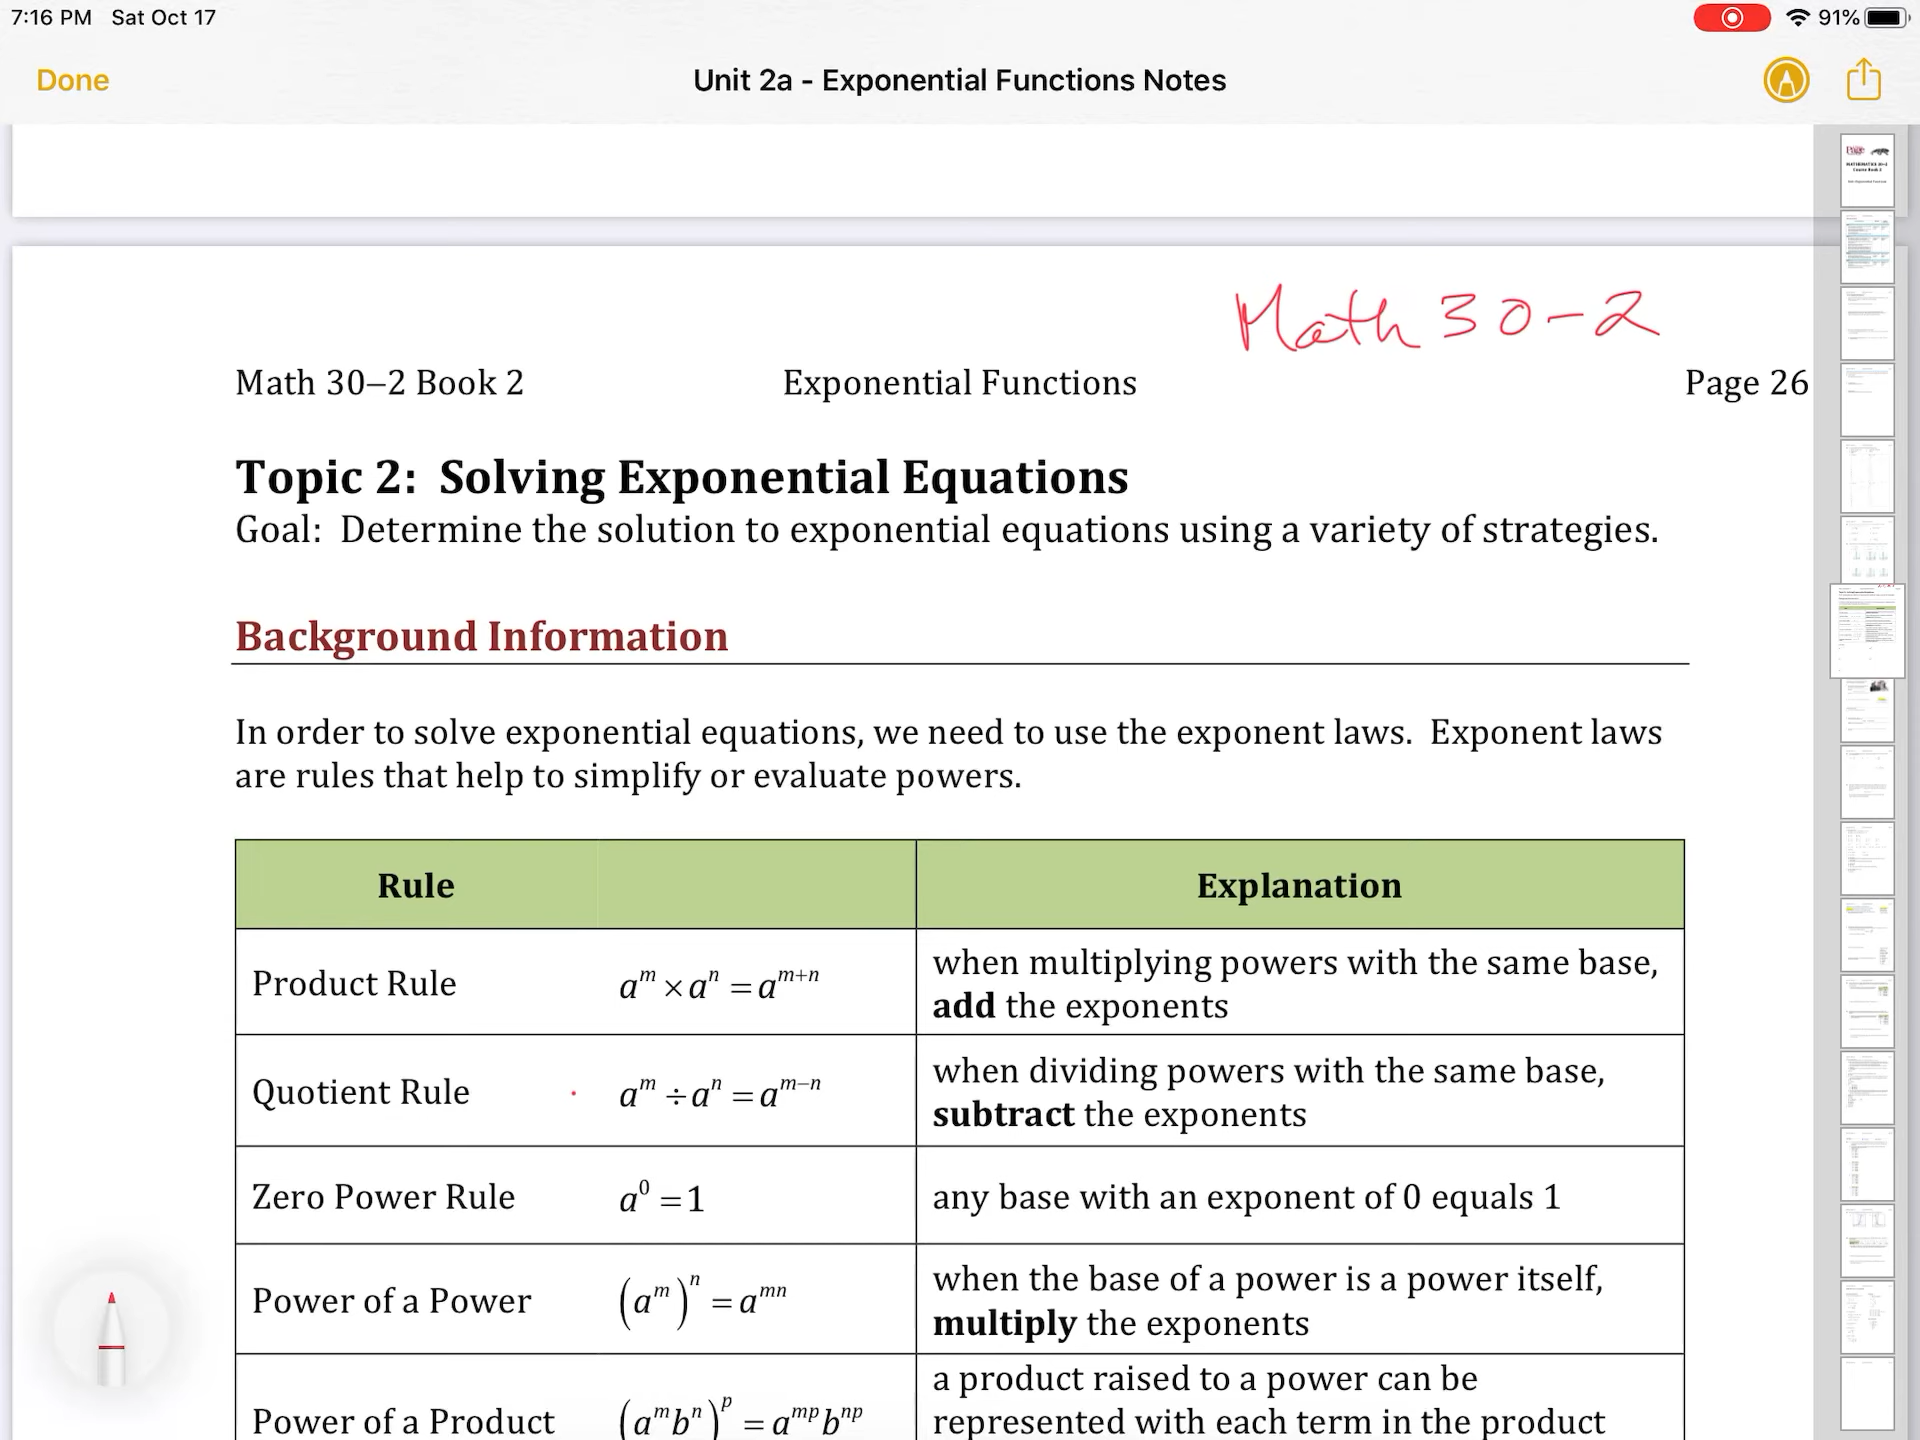 7:16 PM Sat Oct 17
91%
Done
Unit 2a - Exponential Functions Notes
Math 30-2
Math 30–2 Book 2 Exponential Functions Page 26
Topic 2: Solving Exponential Equations
Goal: Determine the solution to exponential equations using a variety of strategies.
Background Information
In order to solve exponential equations, we need to use the exponent laws. Exponent laws
are rules that help to simplify or evaluate powers.
Rule Explanation
Product Rule a^m × a^n = a^{m+n} when multiplying powers with the same base,
add the exponents
Quotient Rule a^m ÷ a^n = a^{m−n} when dividing powers with the same base,
subtract the exponents
Zero Power Rule a^0 = 1 any base with an exponent of 0 equals 1
Power of a Power (a^m)^n = a^{mn} when the base of a power is a power itself,
multiply the exponents
Power of a Product (a^m b^n)^p = a^{mp} b^{np} a product raised to a power can be
represented with each term in the product